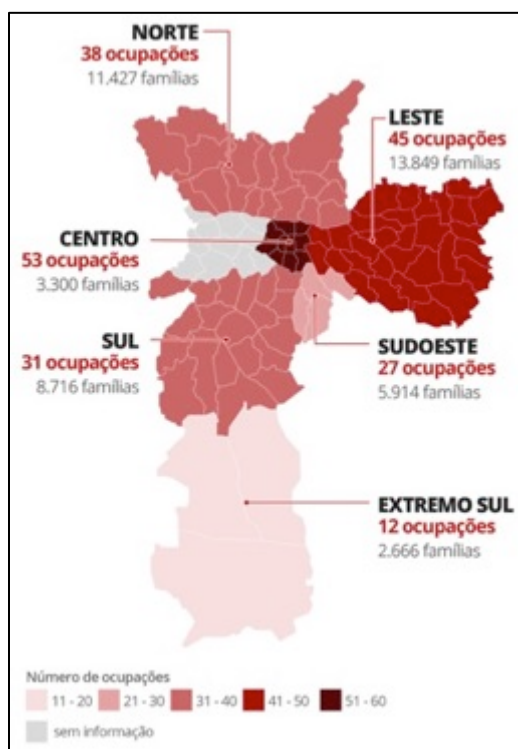 NORTE
38 ocupações
11.427 famílias
LESTE
45 ocupações
13.849 famílias
CENTRO
53 ocupações
3.300 famílias
SUL
31 ocupações
8.716 famílias
SUDOESTE
27 ocupações
5.914 famílias
EXTREMO SUL
12 ocupações
2.666 famílias
Número de ocupações
11 - 20 21 - 30 31 - 40 41 - 50 51 - 60
sem informação